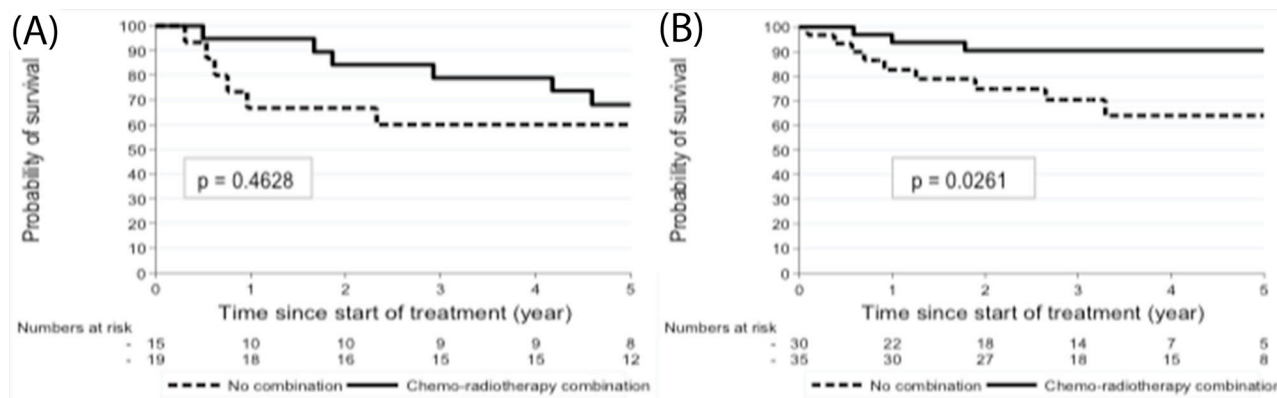 (A)
Probability of survival
100
90
80
70
60
50
40
30
20
10
0
p = 0.4628
0 1 2 3 4 5
Time since start of treatment (year)
Numbers at risk
- 15 10 10 9 9 8
- 19 18 16 15 15 12
No combination Chemo-radiotherapy combination
(B)
Probability of survival
100
90
80
70
60
50
40
30
20
10
0
p = 0.0261
0 1 2 3 4 5
Time since start of treatment (year)
Numbers at risk
- 30 22 18 14 7 5
- 35 30 27 18 15 8
No combination Chemo-radiotherapy combination